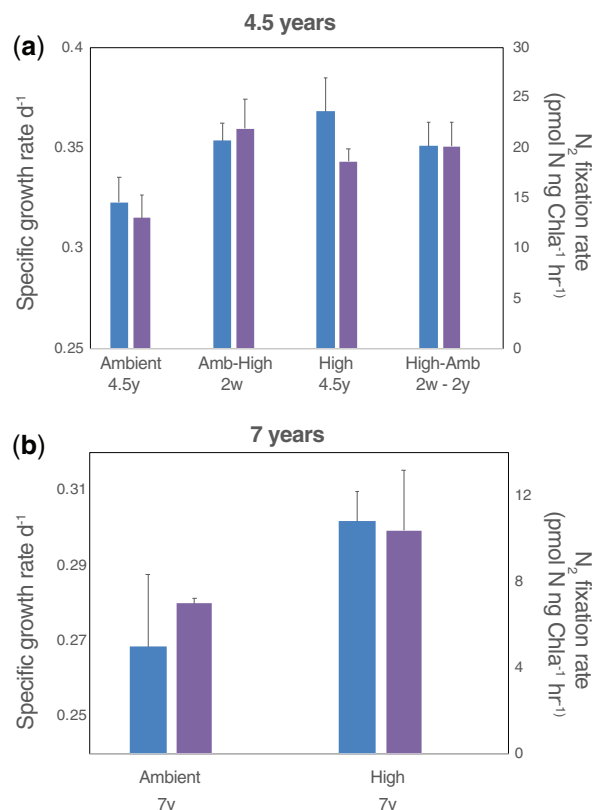 4.5 years
(a)
0.4
0.35
0.3
0.25
Specific growth rate d-1
30
25
20
15
10
5
0
N2 fixation rate
(pmol N ng Chla-1 hr-1)
Ambient Amb-High High High-Amb
4.5y 2w 4.5y 2w - 2y
7 years
(b)
0.31
0.29
0.27
0.25
Specific growth rate d-1
12
8
4
0
N2 fixation rate
(pmol N ng Chla-1 hr-1)
Ambient High
7y 7y